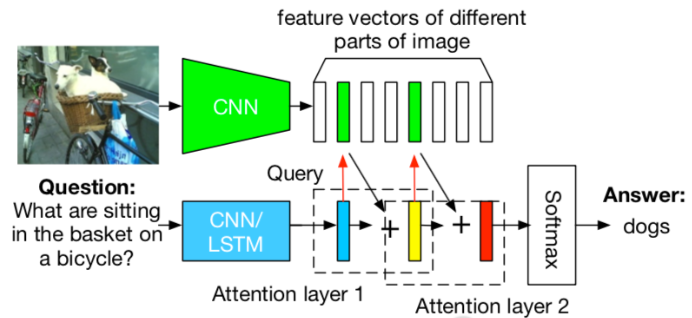 feature vectors of different
parts of image
CNN
Query
Question:
What are sitting
in the basket on
a bicycle?
CNN/
LSTM
+
+
Softmax
Answer:
dogs
Attention layer 1
Attention layer 2